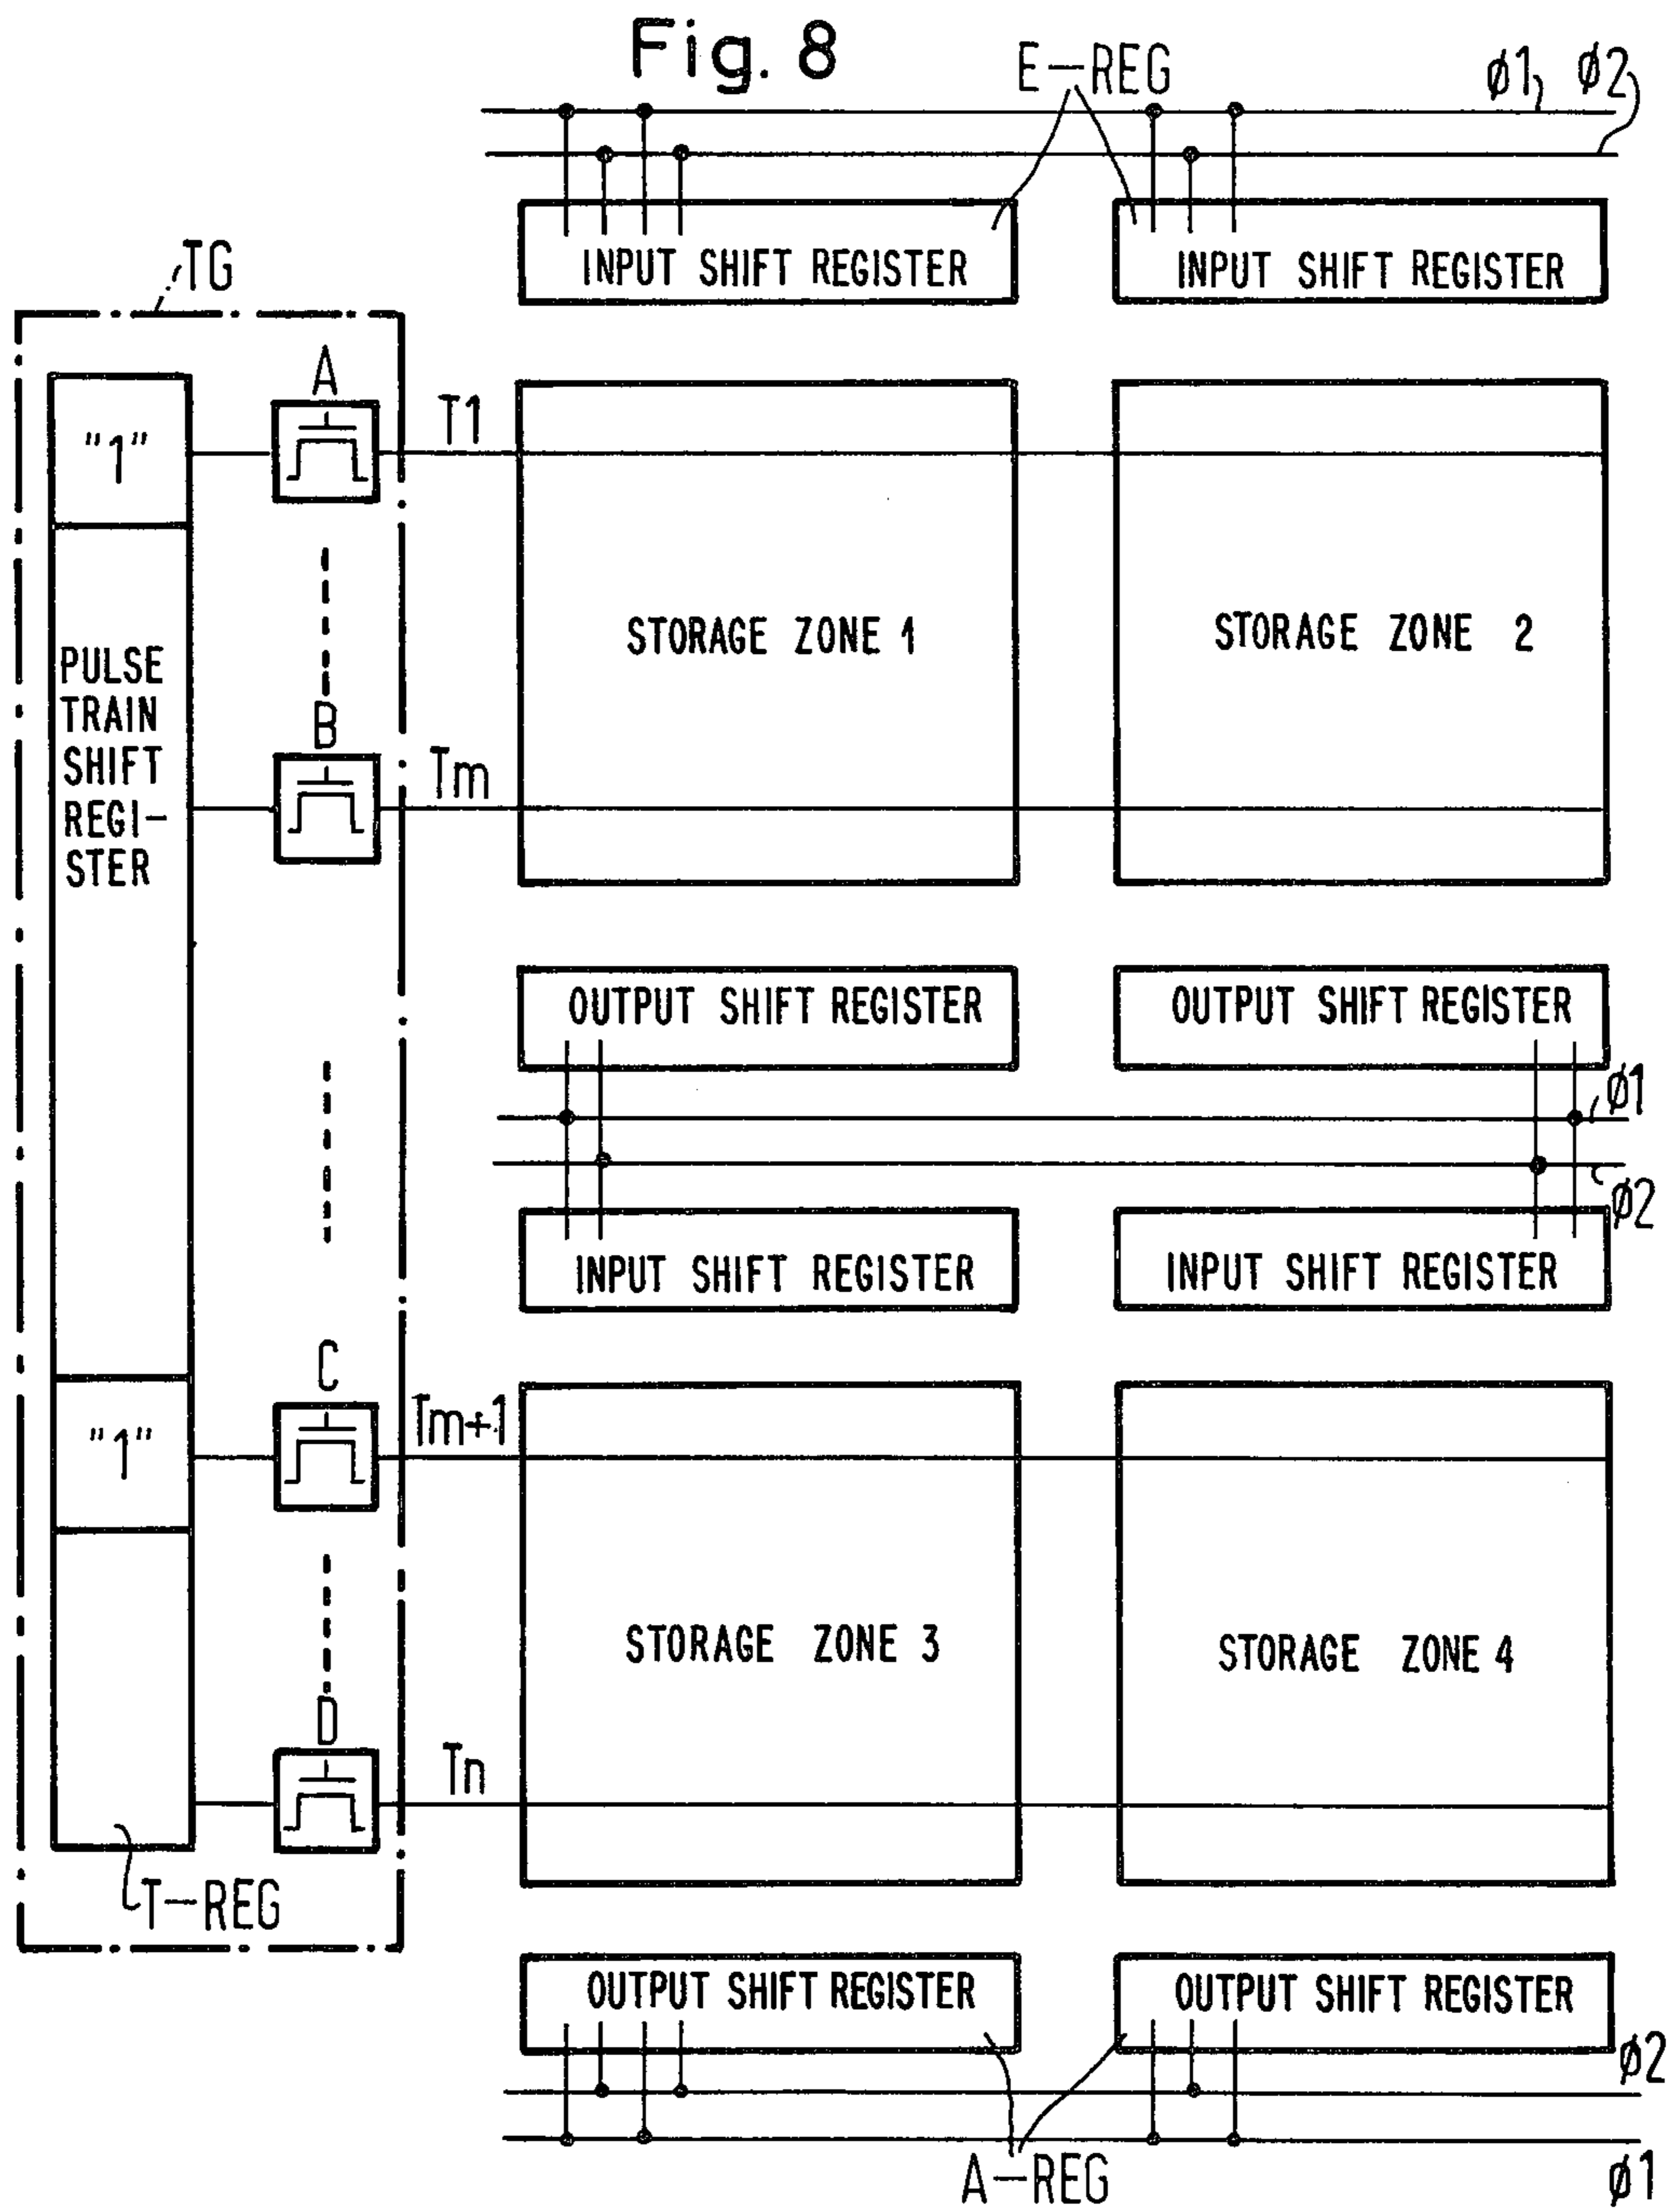 Fig. 8
E-REG
ø1 ø2
INPUT SHIFT REGISTER
INPUT SHIFT REGISTER
TG
A
"1"
T1
STORAGE ZONE 1
STORAGE ZONE 2
PULSE
TRAIN
SHIFT
REGI-
STER
B
Tm
OUTPUT SHIFT REGISTER
OUTPUT SHIFT REGISTER
ø1
ø2
INPUT SHIFT REGISTER
INPUT SHIFT REGISTER
C
"1"
Tm+1
STORAGE ZONE 3
STORAGE ZONE 4
D
Tn
T-REG
OUTPUT SHIFT REGISTER
OUTPUT SHIFT REGISTER
ø2
A-REG
ø1